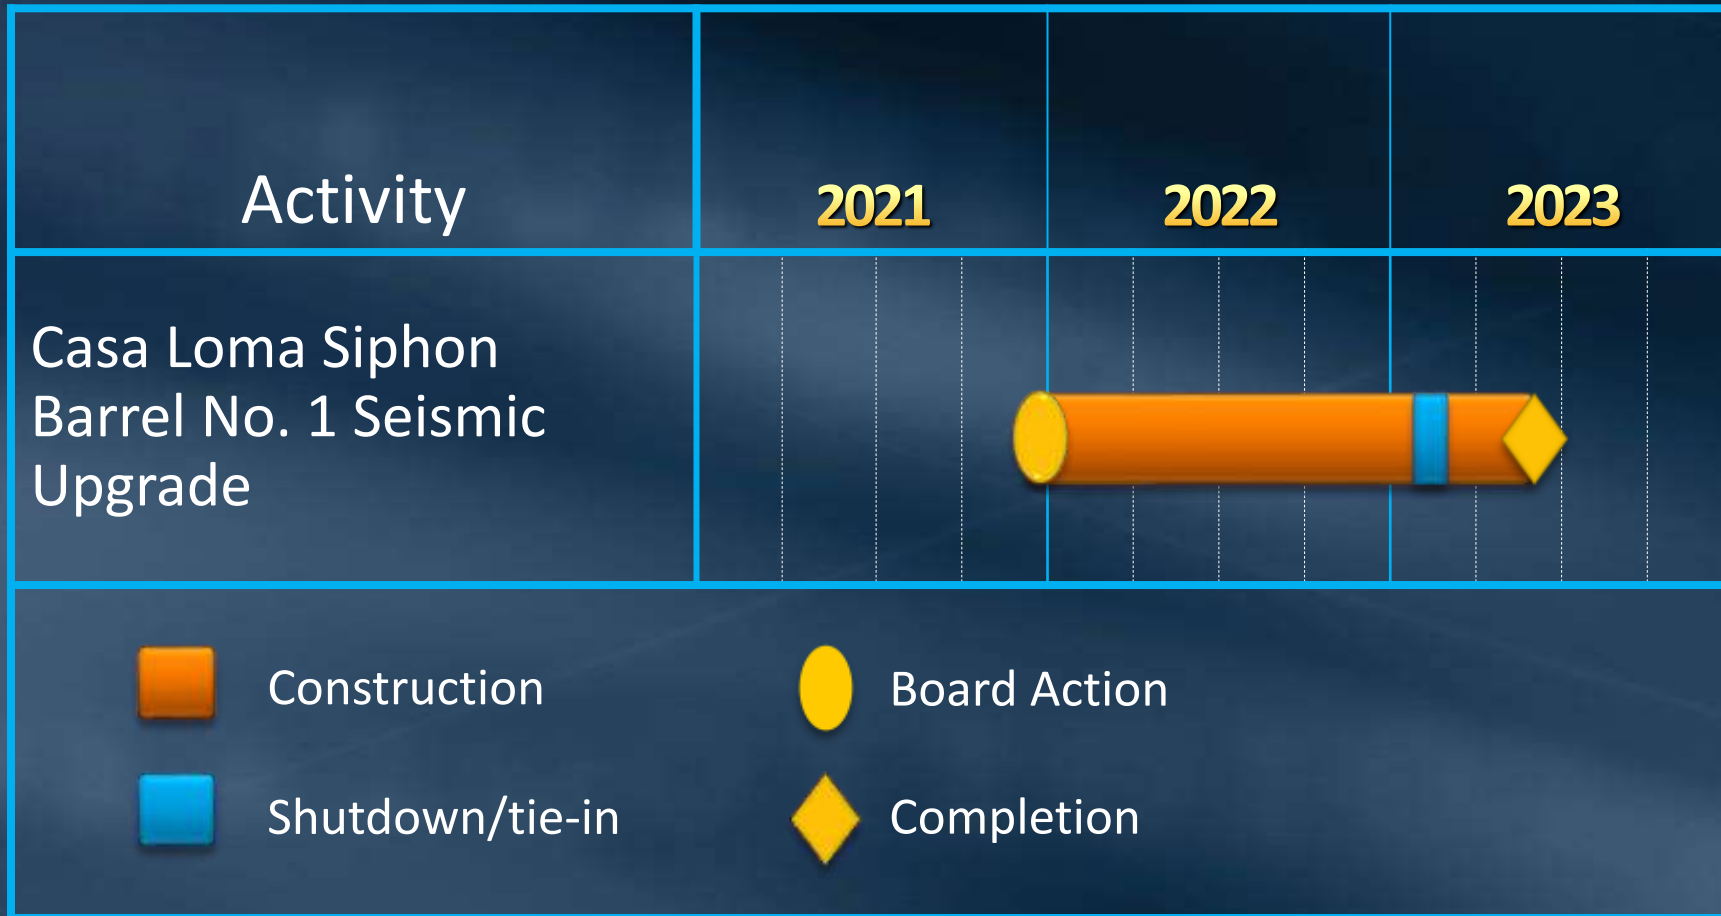 Activity
2021
2022
2023
Casa Loma Siphon
Barrel No. 1 Seismic
Upgrade
Construction
Board Action
Shutdown/tie-in
Completion